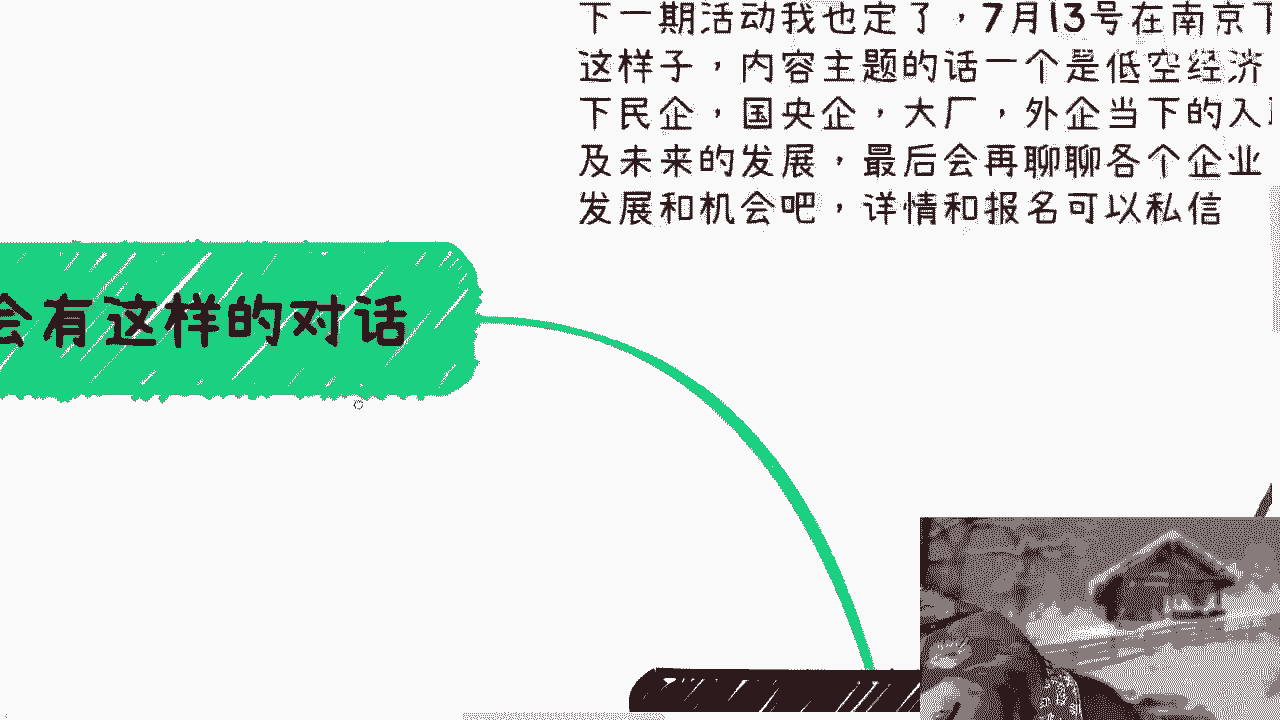 下一期活动我也定了，7月13号在南京下
这样子，内容主题的话一个是低空经济
下民企，国央企，大厂，外企当下的入
及未来的发展，最后会再聊聊各个企业
发展和机会吧，详情和报名可以私信
会有这样的对话